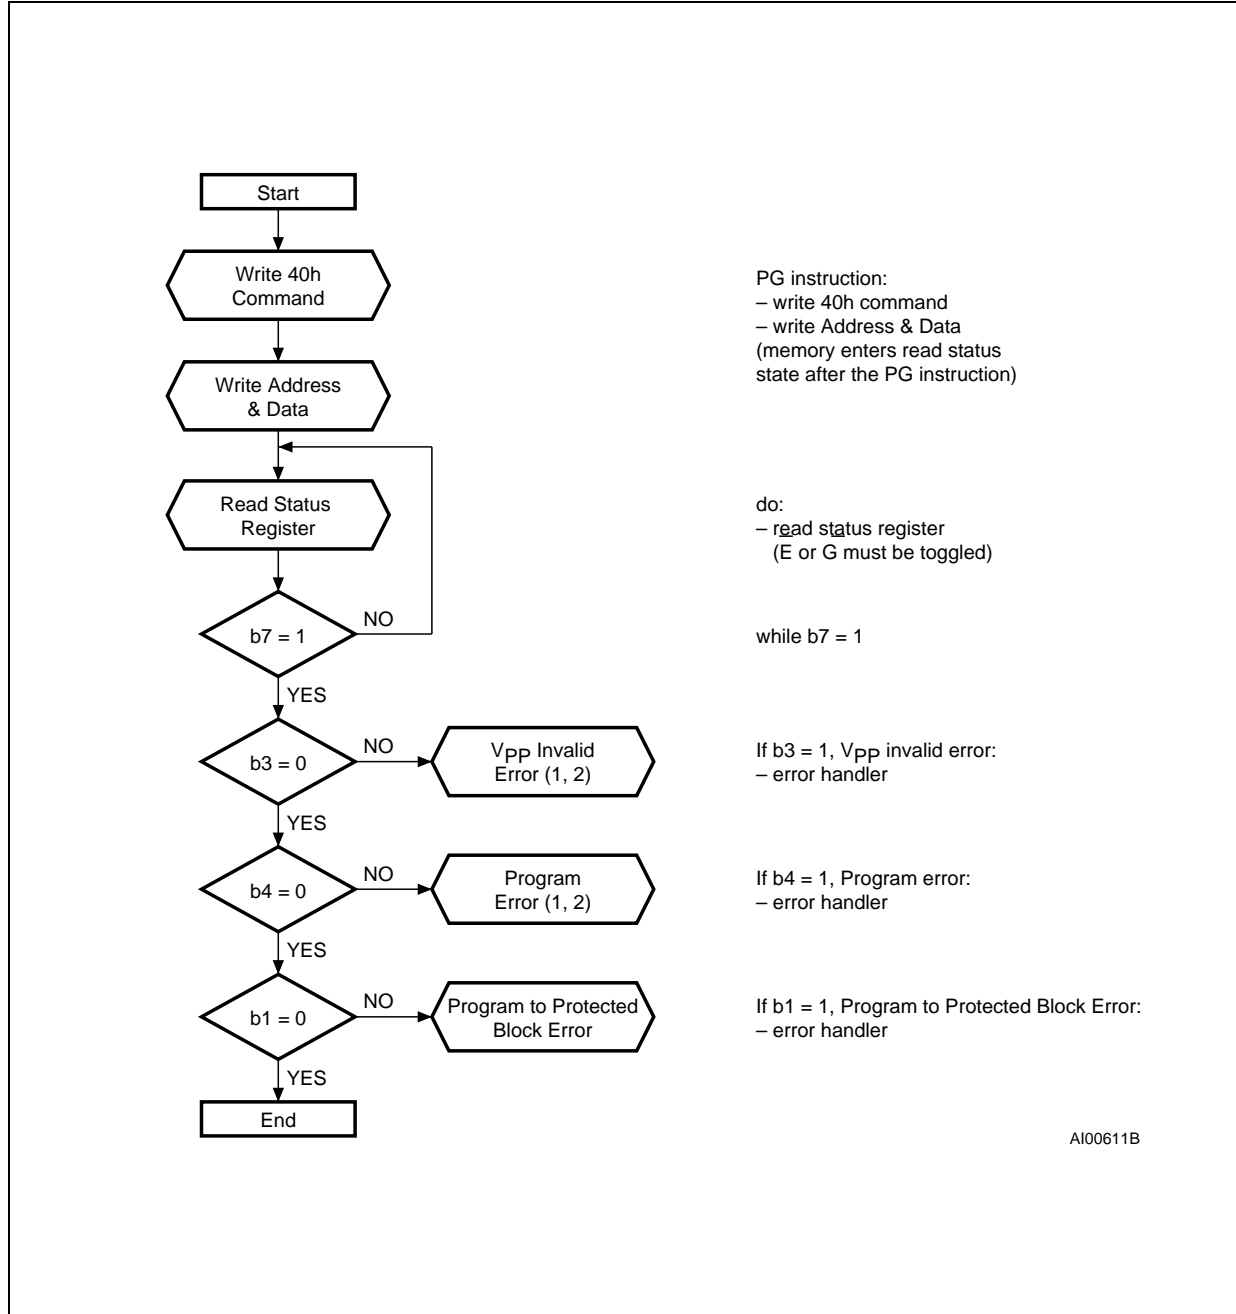 Start
Write 40h
Command
PG instruction:
– write 40h command
– write Address & Data
(memory enters read status
state after the PG instruction)
Write Address
& Data
Read Status
Register
do:
– read status register
(E̅ or G̅ must be toggled)
b7 = 1
NO
while b7 = 1
YES
b3 = 0
NO
VPP Invalid
Error (1, 2)
If b3 = 1, VPP invalid error:
– error handler
YES
b4 = 0
NO
Program
Error (1, 2)
If b4 = 1, Program error:
– error handler
YES
b1 = 0
NO
Program to Protected
Block Error
If b1 = 1, Program to Protected Block Error:
– error handler
YES
End
AI00611B